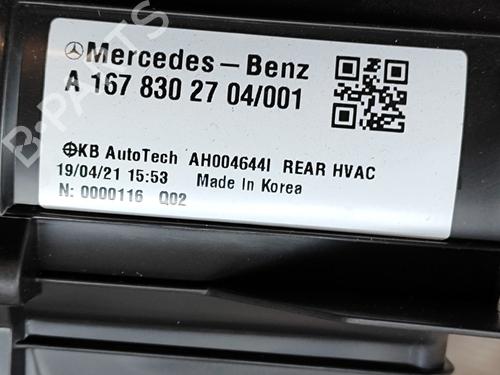 Mercedes-Benz
A 167 830 27 04/001
KB AutoTech AH004644I REAR HVAC
19/04/21 15:53 Made In Korea
N: 0000116 Q02
B-PARTS